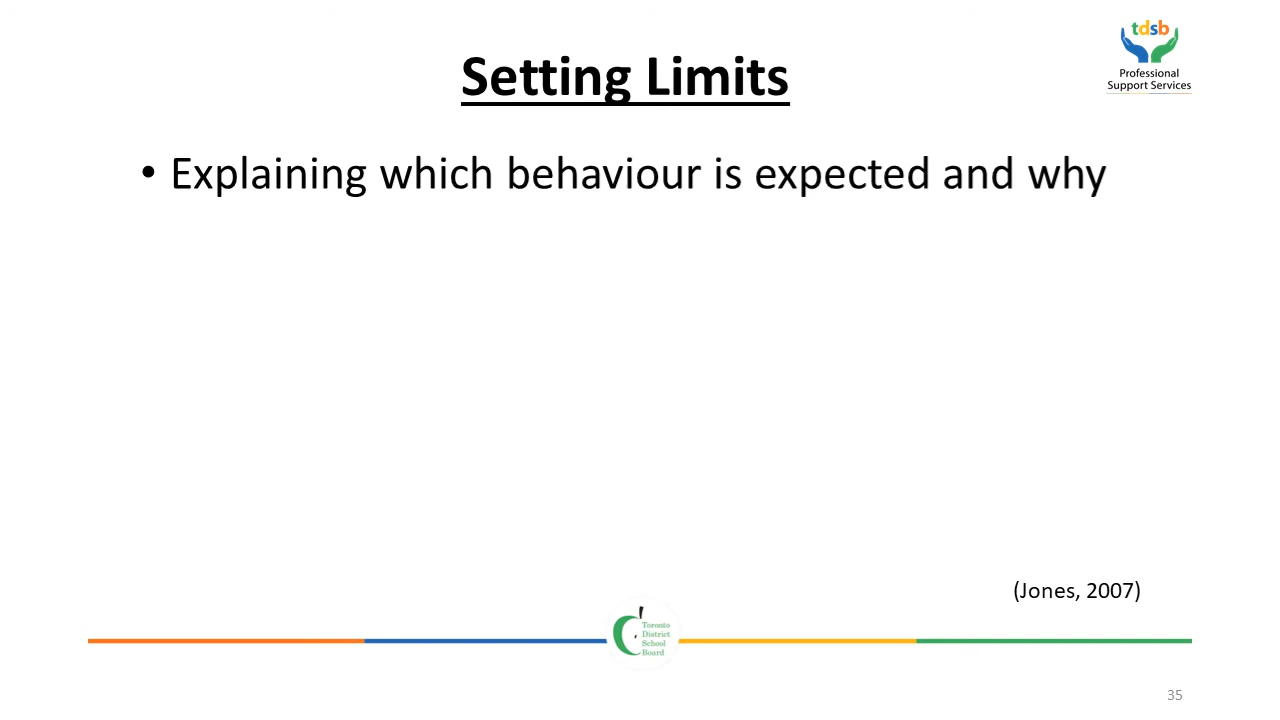 tdsb
Professional
Support Services
Setting Limits
• Explaining which behaviour is expected and why
(Jones, 2007)
Toronto
District
School
Board
35